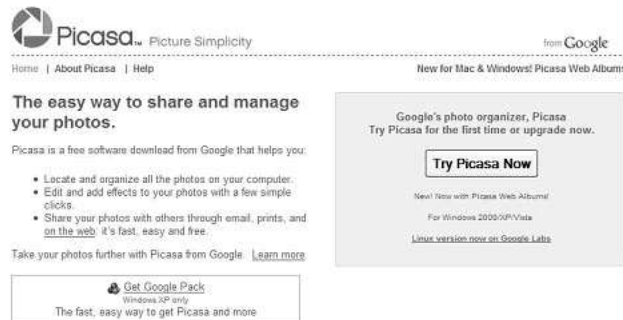 Picasa™ Picture Simplicity
from Google
Home | About Picasa | Help
New for Mac & Windows! Picasa Web Albums
The easy way to share and manage
your photos.
Picasa is a free software download from Google that helps you:
• Locate and organize all the photos on your computer.
• Edit and add effects to your photos with a few simple
clicks.
• Share your photos with others through email, prints, and
on the web: it's fast, easy and free.
Take your photos further with Picasa from Google. Learn more
Get Google Pack
Windows XP only
The fast, easy way to get Picasa and more
Google's photo organizer, Picasa
Try Picasa for the first time or upgrade now.
Try Picasa Now
New! Now with Picasa Web Albums!
For Windows 2000/XP/Vista
Linux version now on Google Labs